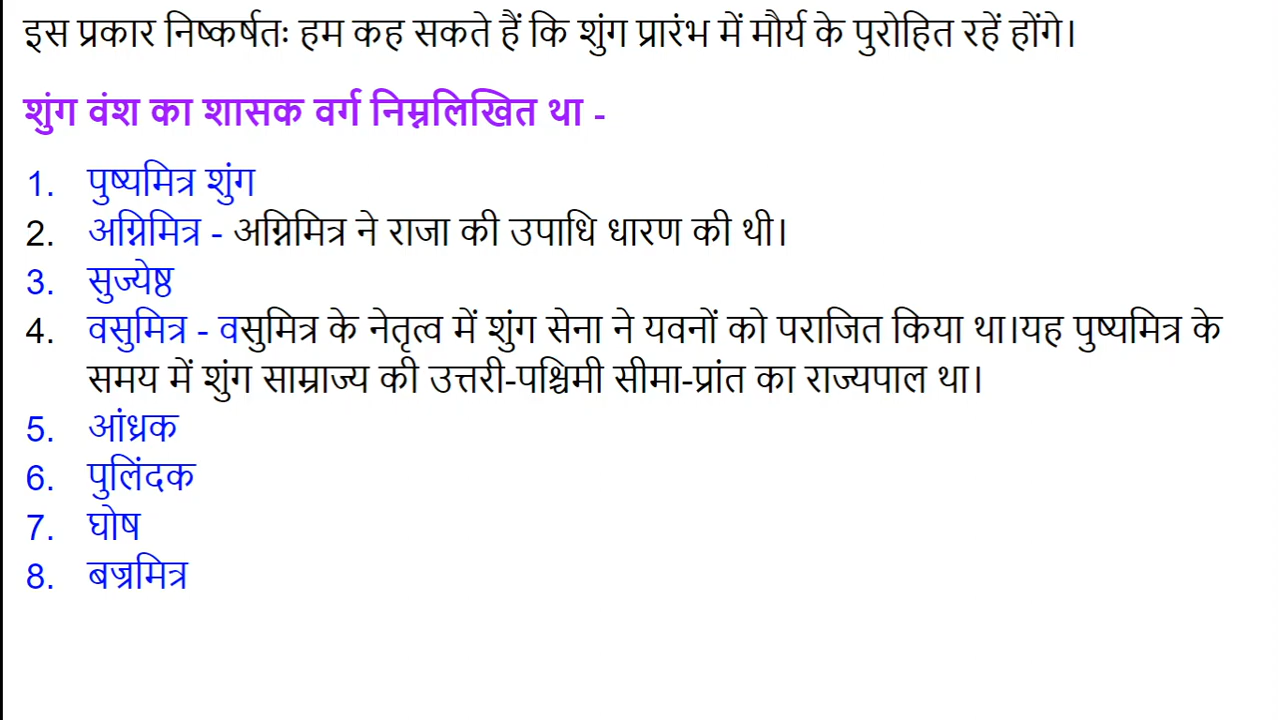 इस प्रकार निष्कर्षतः हम कह सकते हैं कि शुंग प्रारंभ में मौर्य के पुरोहित रहें होंगे।
शुंग वंश का शासक वर्ग निम्नलिखित था -
1. पुष्यमित्र शुंग
2. अग्निमित्र - अग्निमित्र ने राजा की उपाधि धारण की थी।
3. सुज्येष्ठ
4. वसुमित्र - वसुमित्र के नेतृत्व में शुंग सेना ने यवनों को पराजित किया था।यह पुष्यमित्र के
समय में शुंग साम्राज्य की उत्तरी-पश्चिमी सीमा-प्रांत का राज्यपाल था।
5. आंध्रक
6. पुलिंदक
7. घोष
8. बज्रमित्र